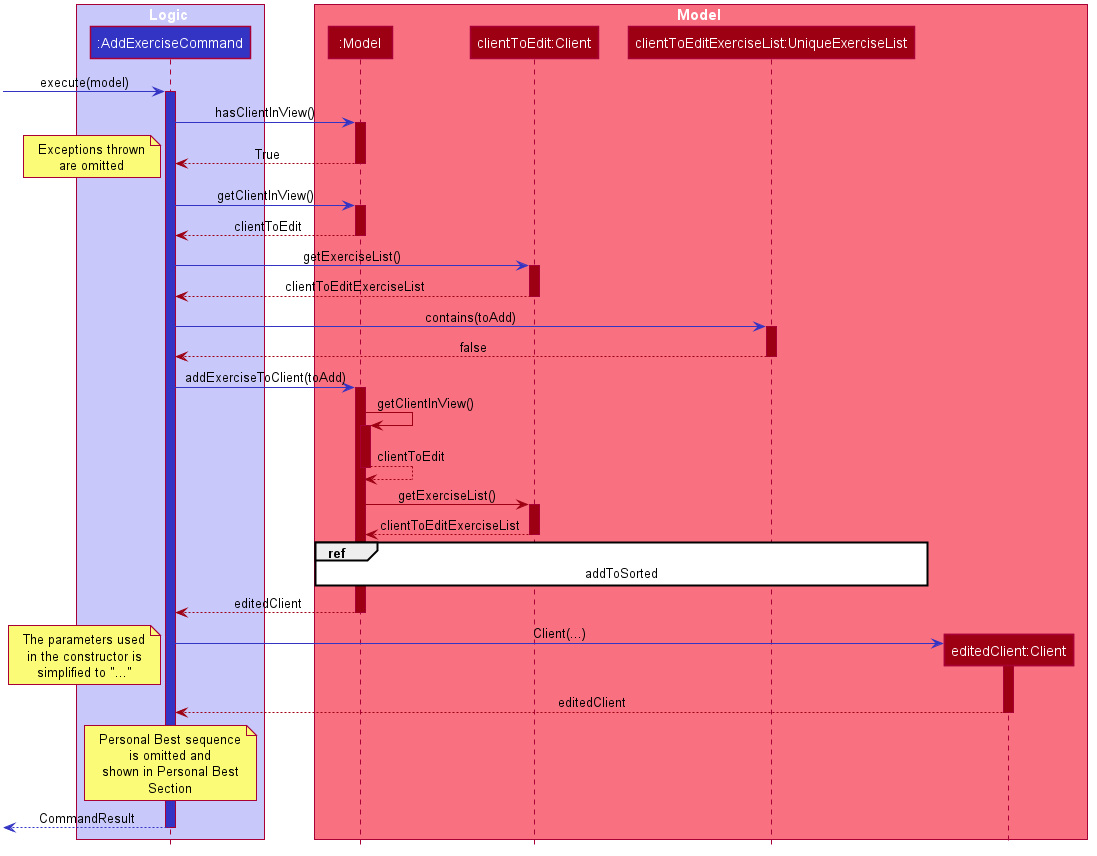 Logic
Model
:AddExerciseCommand
:Model
clientToEdit:Client
clientToEditExerciseList:UniqueExerciseList
execute(model)
hasClientInView()
Exceptions thrown
are omitted
True
getClientInView()
clientToEdit
getExerciseList()
clientToEditExerciseList
contains(toAdd)
false
addExerciseToClient(toAdd)
getClientInView()
clientToEdit
getExerciseList()
clientToEditExerciseList
ref
addToSorted
editedClient
The parameters used
in the constructor is
simplified to "..."
Client(...)
editedClient:Client
editedClient
Personal Best sequence
is omitted and
shown in Personal Best
Section
CommandResult